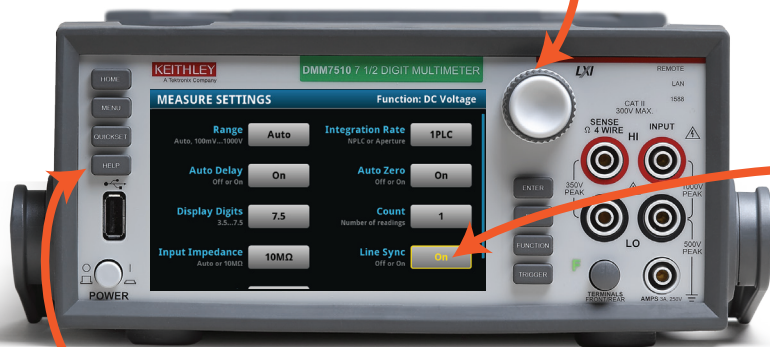 KEITHLEY
A Tektronix Company
DMM7510 7 1/2 DIGIT MULTIMETER
LXI
REMOTE
LAN
1588
HOME
MENU
QUICKSET
HELP
POWER
MEASURE SETTINGS
Function: DC Voltage
Range
Auto, 100mV...1000V
Auto
Integration Rate
NPLC or Aperture
1PLC
Auto Delay
Off or On
On
Auto Zero
Off or On
On
Display Digits
3.5...7.5
7.5
Count
Number of readings
1
Input Impedance
Auto or 10MΩ
10MΩ
Line Sync
Off or On
On
ENTER
FUNCTION
TRIGGER
CAT II
300V MAX.
SENSE
Ω 4 WIRE
HI
INPUT
350V
PEAK
1000V
PEAK
LO
500V
PEAK
TERMINALS
FRONT/REAR
AMPS 3A, 250V